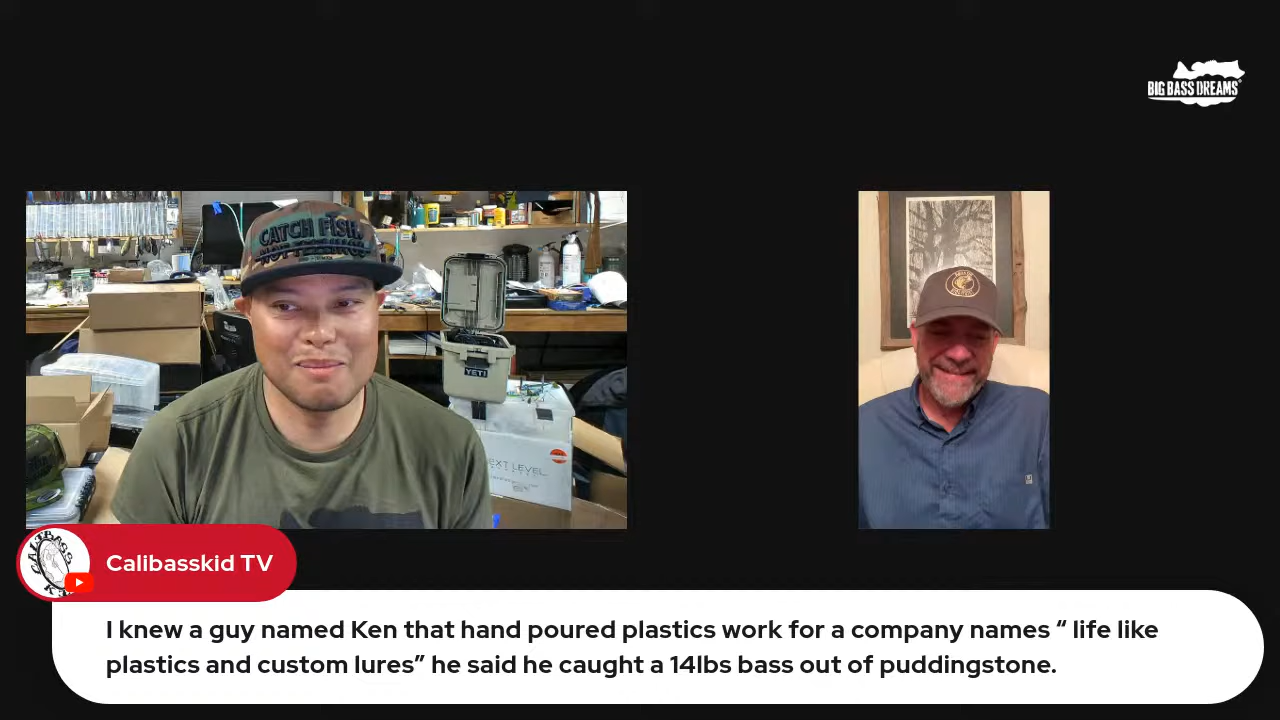 BIG BASS DREAMS
CATCH FISH.
YETI
NEXT LEVEL
Calibasskid TV
I knew a guy named Ken that hand poured plastics work for a company names “ life like
plastics and custom lures” he said he caught a 14lbs bass out of puddingstone.